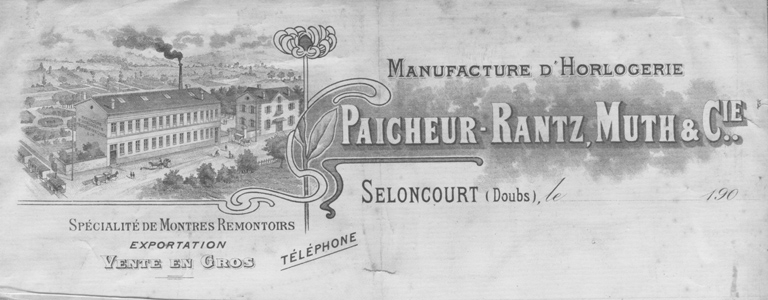 MANUFACTURE D'HORLOGERIE
PAICHEUR-RANTZ, MUTH & CIE
SELONCOURT (Doubs), le 190
SPÉCIALITÉ DE MONTRES REMONTOIRS
EXPORTATION
VENTE EN GROS
TÉLÉPHONE